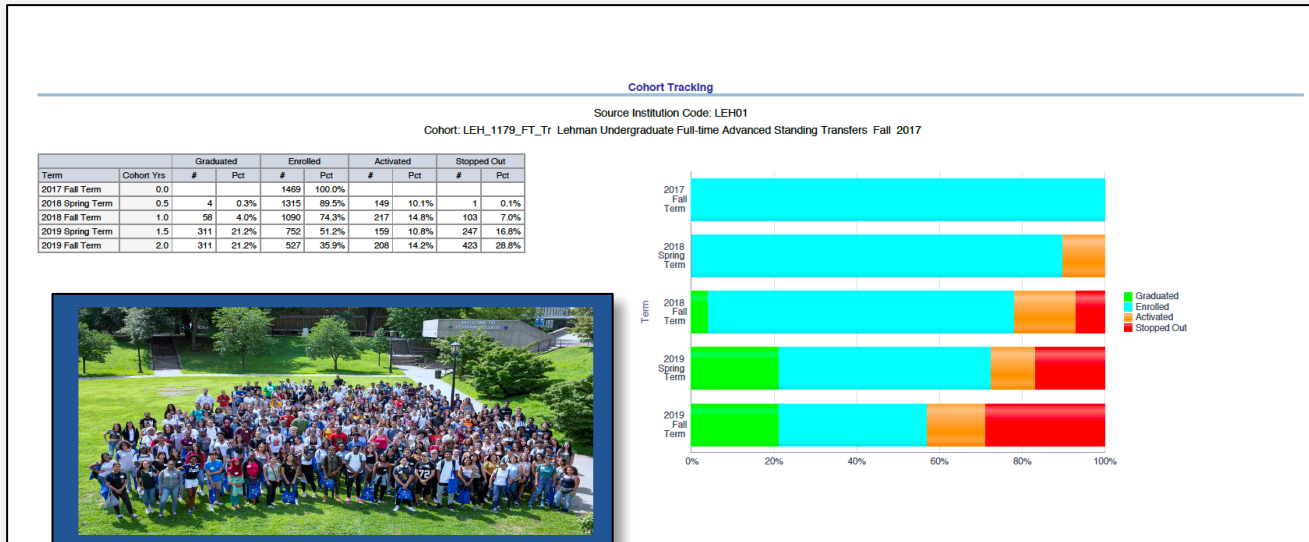 Cohort Tracking
Source Institution Code: LEH01
Cohort: LEH_1179_FT_Tr Lehman Undergraduate Full-time Advanced Standing Transfers Fall 2017
Graduated Enrolled Activated Stopped Out
Term Cohort Yrs # Pct # Pct # Pct # Pct
2017 Fall Term 0.0 1469 100.0%
2018 Spring Term 0.5 4 0.3% 1315 89.5% 149 10.1% 1 0.1%
2018 Fall Term 1.0 58 4.0% 1090 74.3% 217 14.8% 103 7.0%
2019 Spring Term 1.5 311 21.2% 752 51.2% 159 10.8% 247 16.8%
2019 Fall Term 2.0 311 21.2% 527 35.9% 208 14.2% 423 28.8%
LEHMAN COLLEGE
72
Term
2017
Fall
Term
2018
Spring
Term
2018
Fall
Term
2019
Spring
Term
2019
Fall
Term
0% 20% 40% 60% 80% 100%
Graduated
Enrolled
Activated
Stopped Out